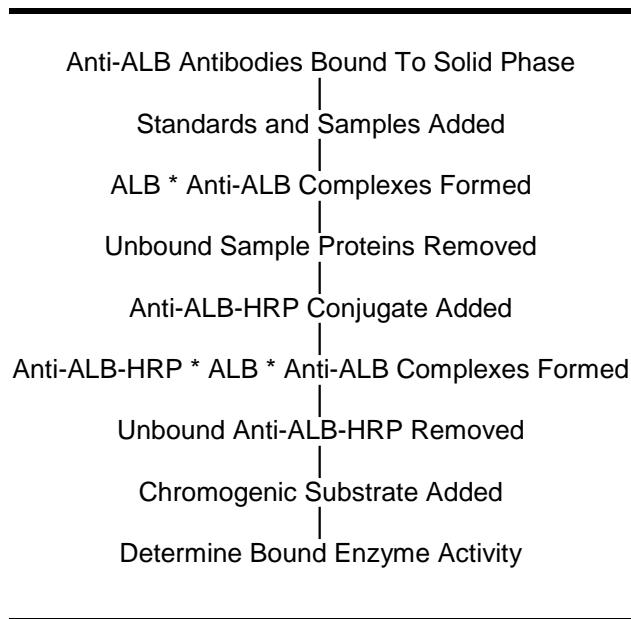 Anti-ALB Antibodies Bound To Solid Phase
Standards and Samples Added
ALB * Anti-ALB Complexes Formed
Unbound Sample Proteins Removed
Anti-ALB-HRP Conjugate Added
Anti-ALB-HRP * ALB * Anti-ALB Complexes Formed
Unbound Anti-ALB-HRP Removed
Chromogenic Substrate Added
Determine Bound Enzyme Activity